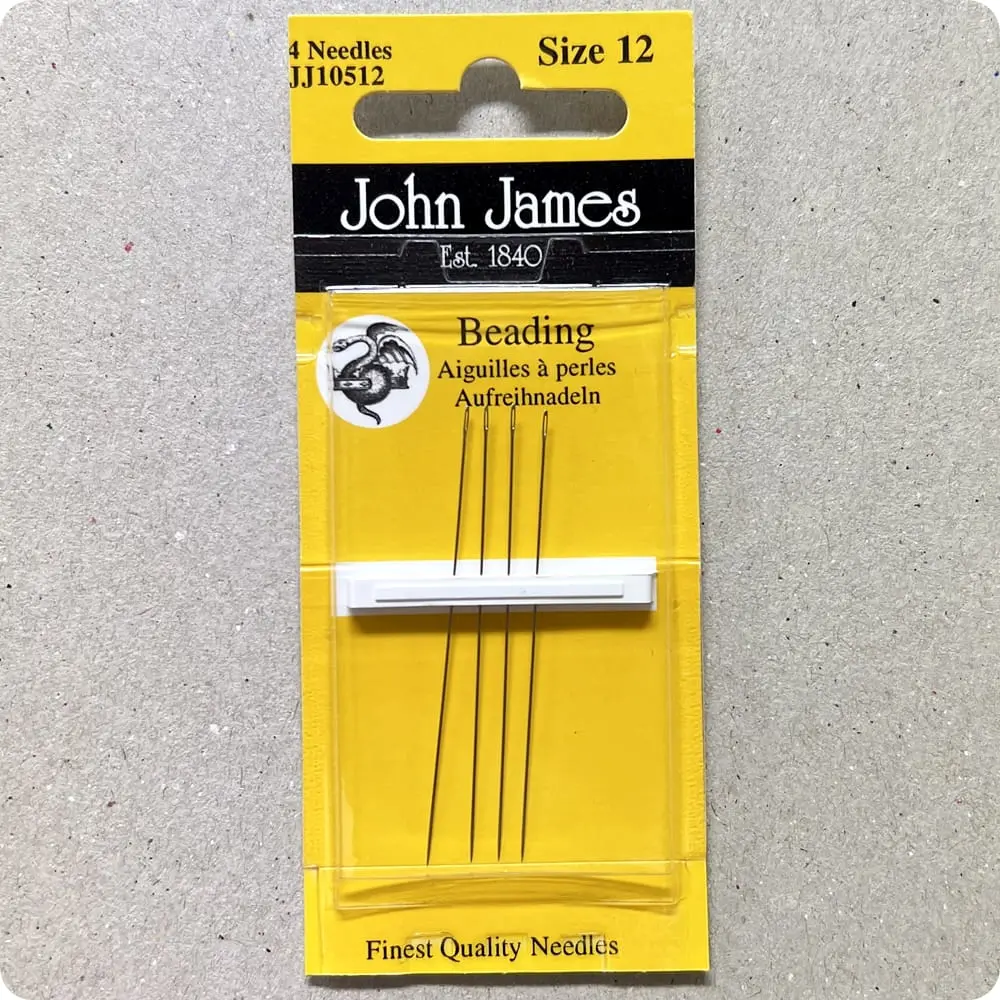 4 Needles
JJ10512
Size 12
John James
Est. 1840
Beading
Aiguilles à perles
Aufreihnadeln
Finest Quality Needles